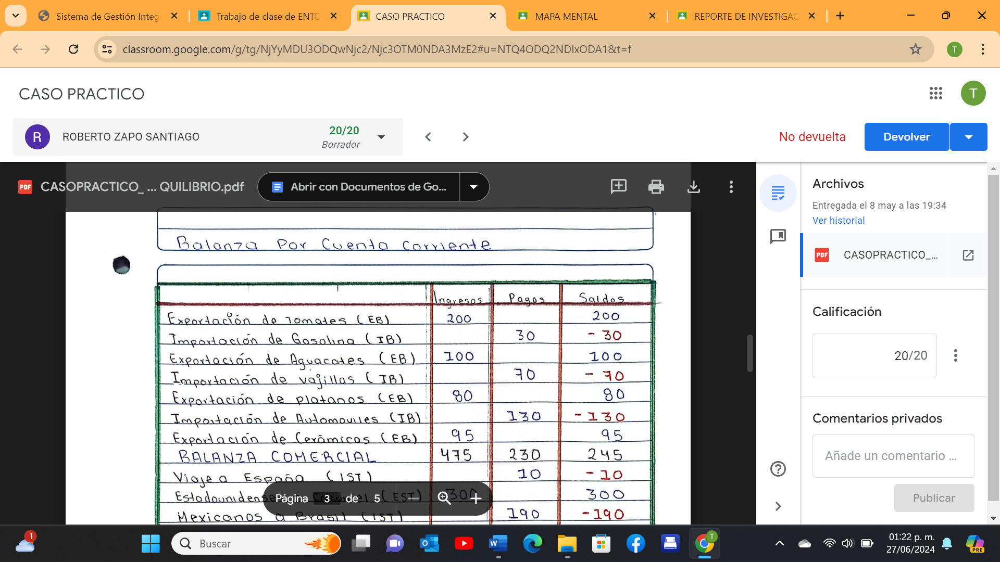 Sistema de Gestión Integ
Trabajo de clase de ENTO
CASO PRACTICO
MAPA MENTAL
REPORTE DE INVESTIGAC
classroom.google.com/g/tg/NjYyMDU3ODQwNjc2/Njc3OTM0NDA3MzE2#u=NTQ4ODQ2NDIxODA1&t=f
T
CASO PRACTICO
T
R
ROBERTO ZAPO SANTIAGO
20/20
Borrador
No devuelta
Devolver
PDF CASOPRACTICO_ ... QUILIBRIO.pdf
Abrir con Documentos de Go...
Balanza Por Cuenta Corriente
Ingresos Pagos Saldos
Exportación de Tomates (EB) 200 200
Importación de Gasolina (IB) 30 - 30
Exportación de Aguacates (EB) 100 100
Importación de vajillas (IB) 70 - 70
Exportación de platanos (EB) 80 80
Importación de Automoviles (IB) 130 - 130
Exportación de Cerámicas (EB) 95 95
BALANZA COMERCIAL 475 230 245
Viaje a España (IST) 10 - 10
Estadounidense Cozumel (EST) 300 300
Mexicanos a Brasil (IST) 190 -190
Página 3 de 5
Archivos
Entregada el 8 may a las 19:34
Ver historial
PDF CASOPRACTICO_...
Calificación
20/20
Comentarios privados
Añade un comentario ...
Publicar
1
Buscar
T
01:22 p. m.
27/06/2024
PRE